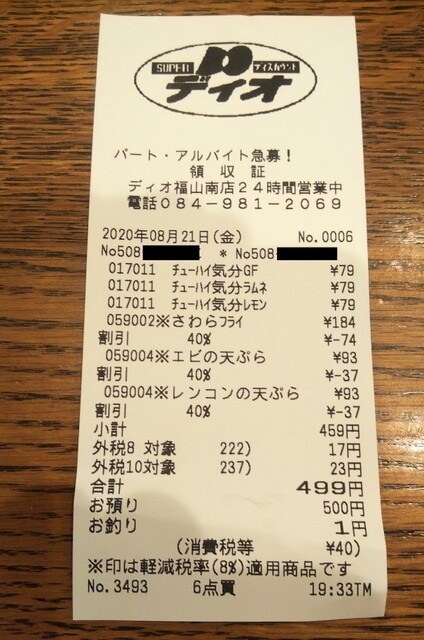 SUPER ディスカウント
ディオ
パート・アルバイト急募!
領 収 証
ディオ福山南店24時間営業中
電話084-981-2069
2020年08月21日(金) No.0006
No508 * No508-
017011 チューハイ気分GF ¥79
017011 チューハイ気分ラムネ ¥79
017011 チューハイ気分レモン ¥79
059002※さわらフライ ¥184
割引 40% ¥-74
059004※エビの天ぷら ¥93
割引 40% ¥-37
059004※レンコンの天ぷら ¥93
割引 40% ¥-37
小計 459円
外税8 対象 222) 17円
外税10対象 237) 23円
合計 499円
お預り 500円
お釣り 1円
(消費税等 ¥40)
※印は軽減税率(8%)適用商品です
No.3493 6点買 19:33TM